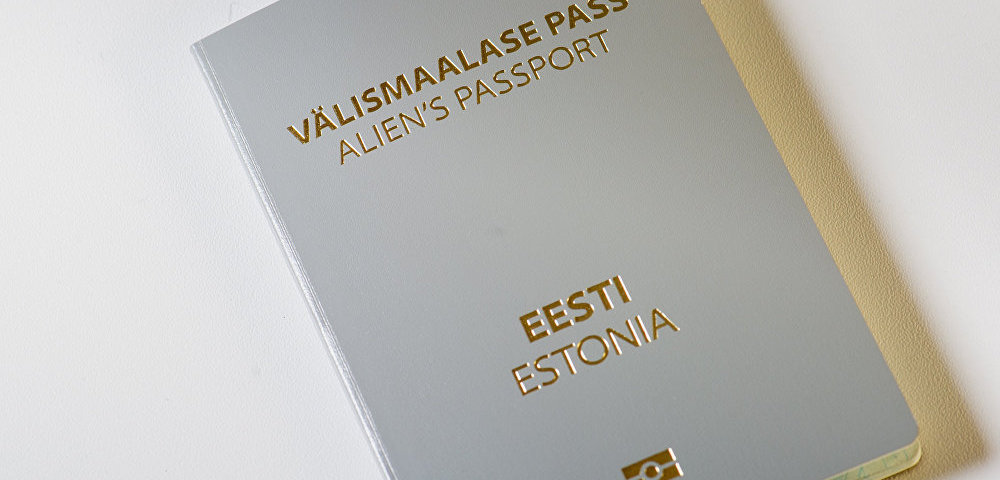 VÄLISMAALASE PASS
ALIEN'S PASSPORT
EESTI
ESTONIA